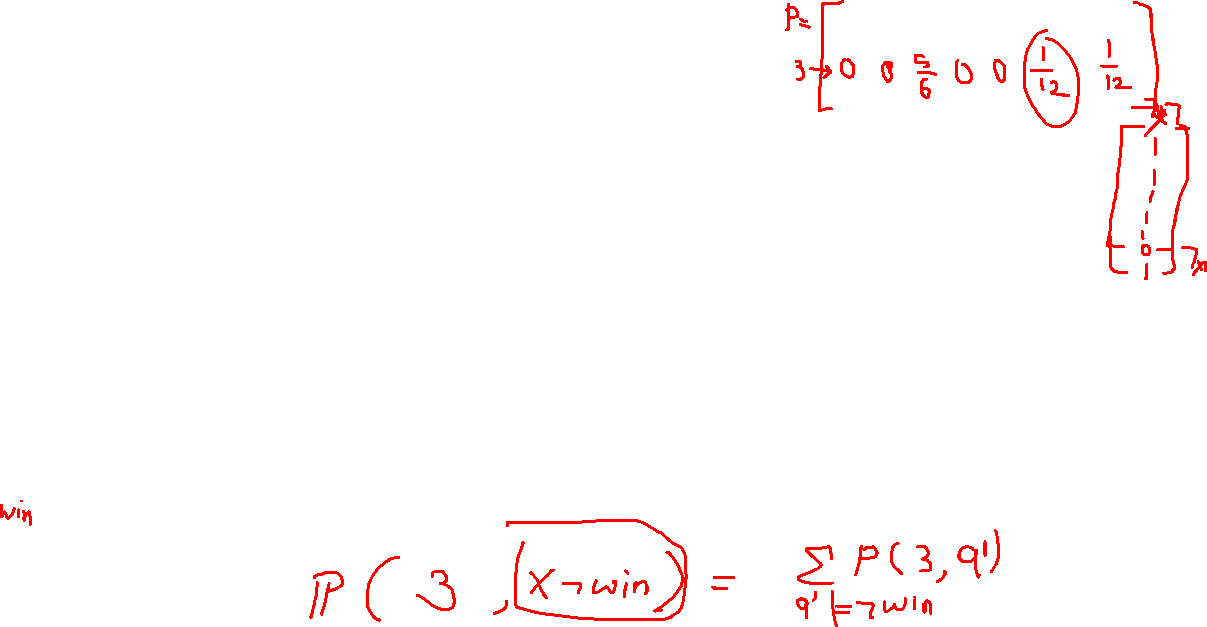 P =
3 → 0 0 5/6 0 0 1/12 1/12
0
1
win
ℙ ( 3 , (X ¬win) ) = ∑ q' ⊨ ¬win P(3, q')